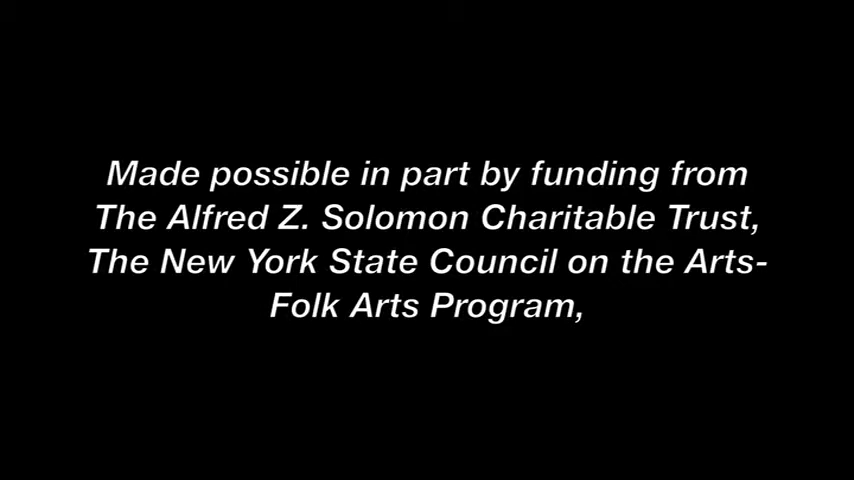 Made possible in part by funding from
The Alfred Z. Solomon Charitable Trust,
The New York State Council on the Arts-
Folk Arts Program,